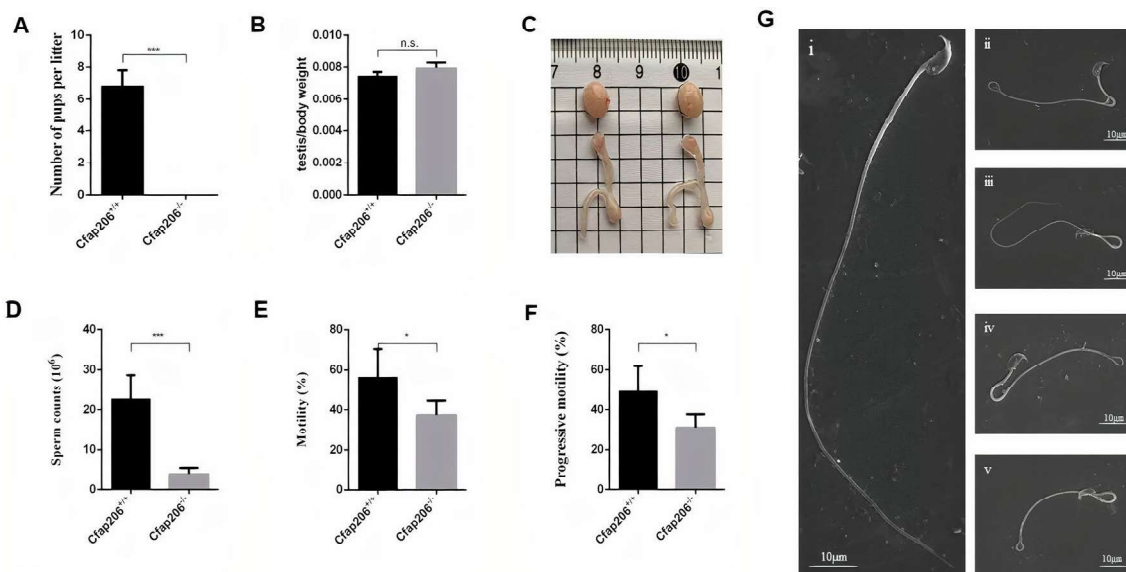 A
Number of pups per litter
10
8
6
4
2
0
***
Cfap206+/+
Cfap206-/-
B
testis/body weight
0.010
0.008
0.006
0.004
0.002
0.000
n.s.
Cfap206+/+
Cfap206-/-
C
7 8 9 10 1
D
Sperm counts (10⁶)
40
30
20
10
0
***
Cfap206+/+
Cfap206-/-
E
Motility (%)
80
60
40
20
0
*
Cfap206+/+
Cfap206-/-
F
Progressive motility (%)
80
60
40
20
0
*
Cfap206+/+
Cfap206-/-
G
i
10μm
ii
10μm
iii
10μm
iv
10μm
v
10μm